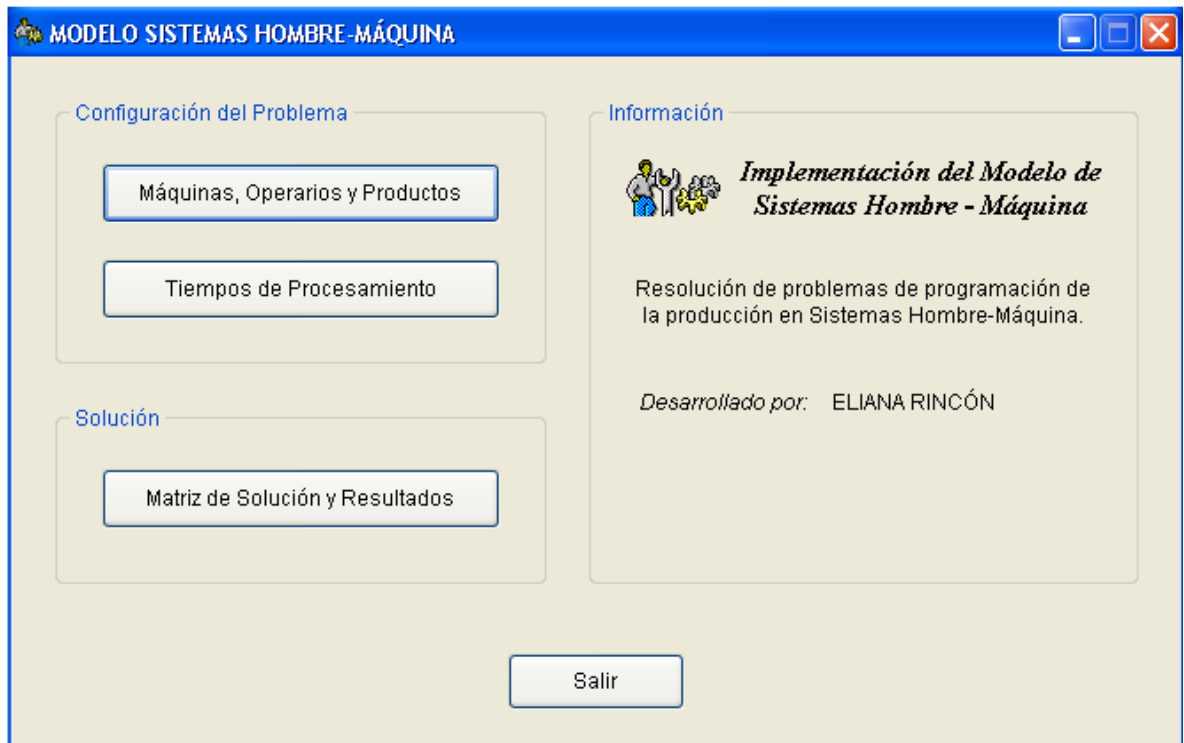 MODELO SISTEMAS HOMBRE-MÁQUINA
Configuración del Problema
Máquinas, Operarios y Productos
Tiempos de Procesamiento
Solución
Matriz de Solución y Resultados
Información
Implementación del Modelo de
Sistemas Hombre - Máquina
Resolución de problemas de programación de
la producción en Sistemas Hombre-Máquina.
Desarrollado por: ELIANA RINCÓN
Salir